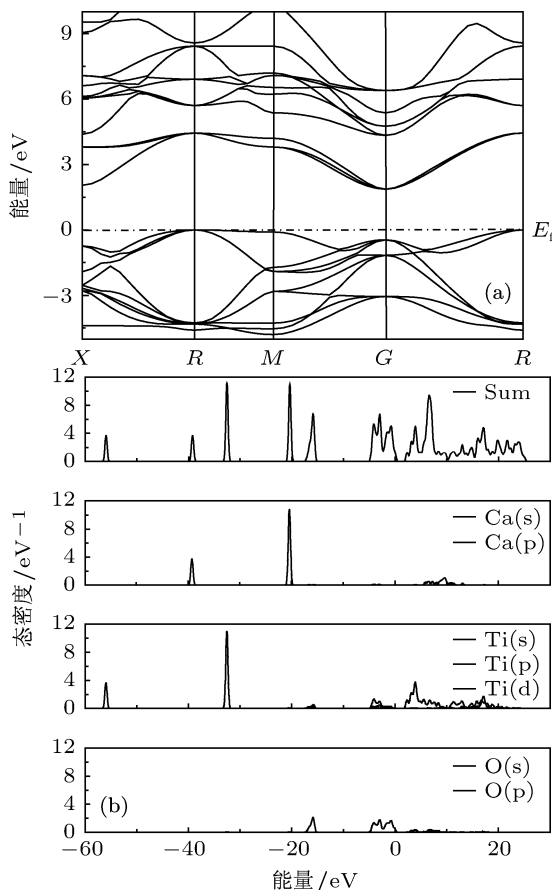 9
6
3
0
−3
能量/eV
E_f
(a)
X R M G R
12
8
4
0
Sum
12
8
4
0
Ca(s)
Ca(p)
态密度/eV−1
12
8
4
0
Ti(s)
Ti(p)
Ti(d)
12
8
4
0
O(s)
O(p)
(b)
−60 −40 −20 0 20
能量/eV